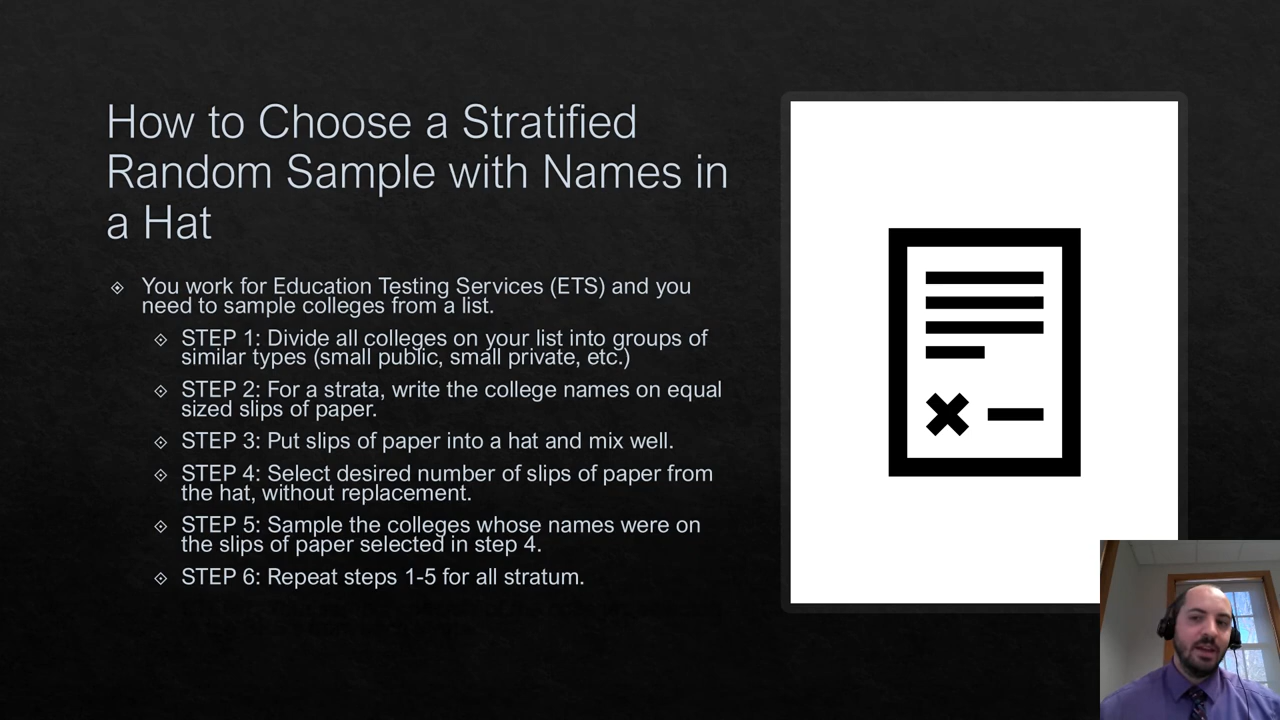 How to Choose a Stratified
Random Sample with Names in
a Hat
You work for Education Testing Services (ETS) and you
need to sample colleges from a list.
STEP 1: Divide all colleges on your list into groups of
similar types (small public, small private, etc.)
STEP 2: For a strata, write the college names on equal
sized slips of paper.
STEP 3: Put slips of paper into a hat and mix well.
STEP 4: Select desired number of slips of paper from
the hat, without replacement.
STEP 5: Sample the colleges whose names were on
the slips of paper selected in step 4.
STEP 6: Repeat steps 1-5 for all stratum.